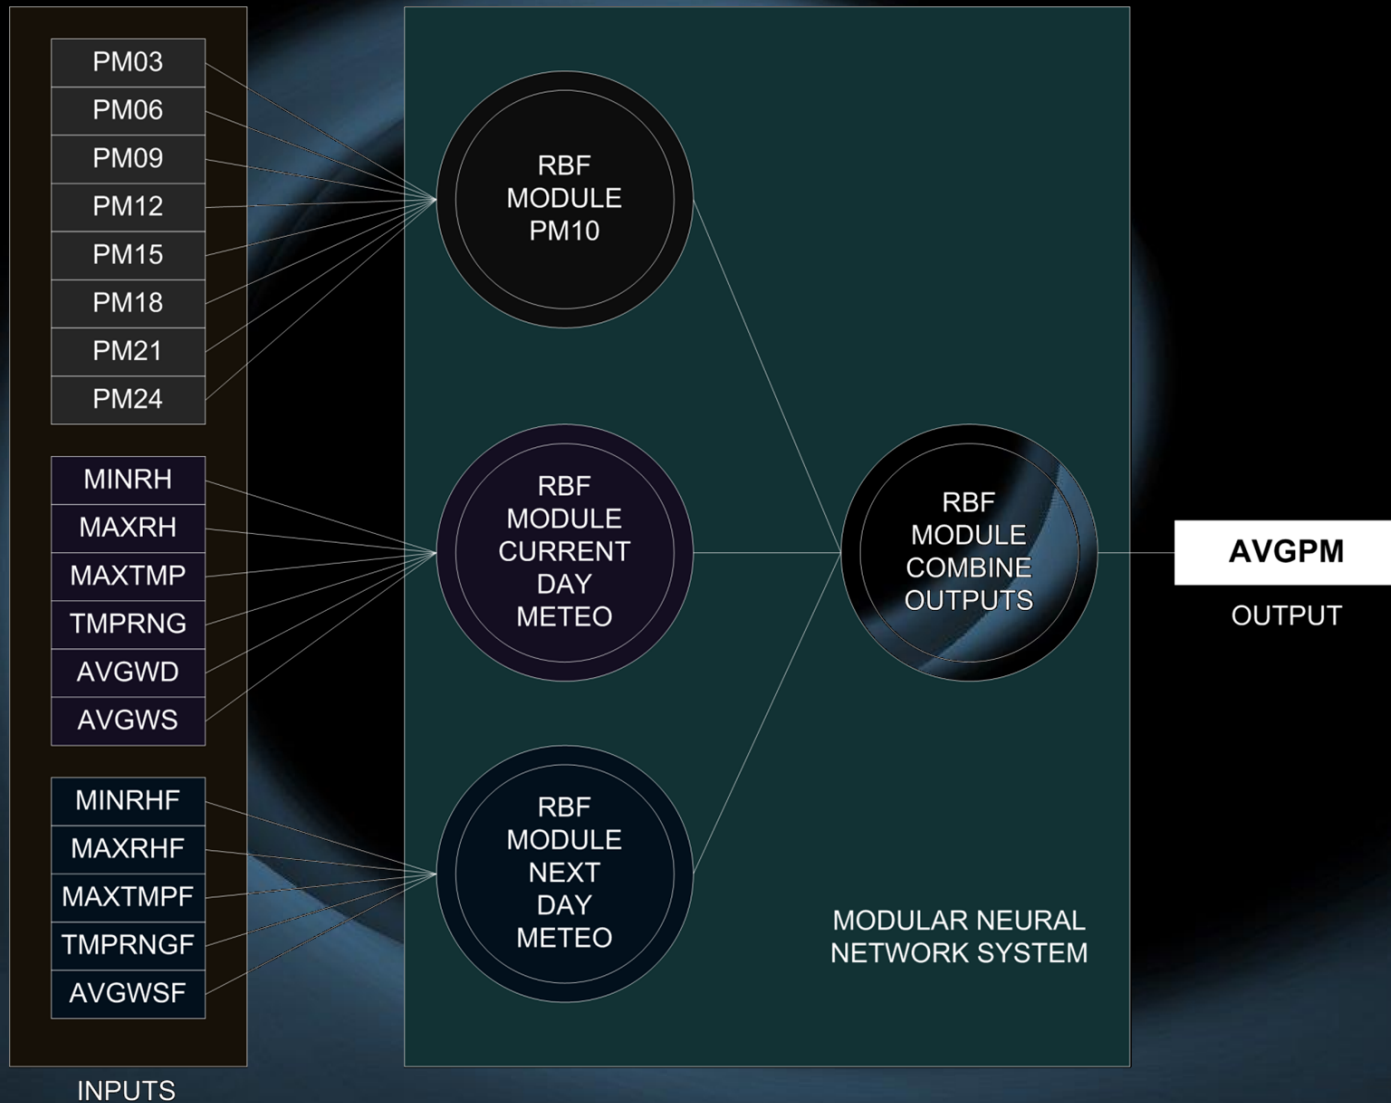 PM03
PM06
PM09
PM12
PM15
PM18
PM21
PM24
MINRH
MAXRH
MAXTMP
TMPRNG
AVGWD
AVGWS
MINRHF
MAXRHF
MAXTMPF
TMPRNGF
AVGWSF
INPUTS
RBF
MODULE
PM10
RBF
MODULE
CURRENT
DAY
METEO
RBF
MODULE
NEXT
DAY
METEO
RBF
MODULE
COMBINE
OUTPUTS
MODULAR NEURAL
NETWORK SYSTEM
AVGPM
OUTPUT